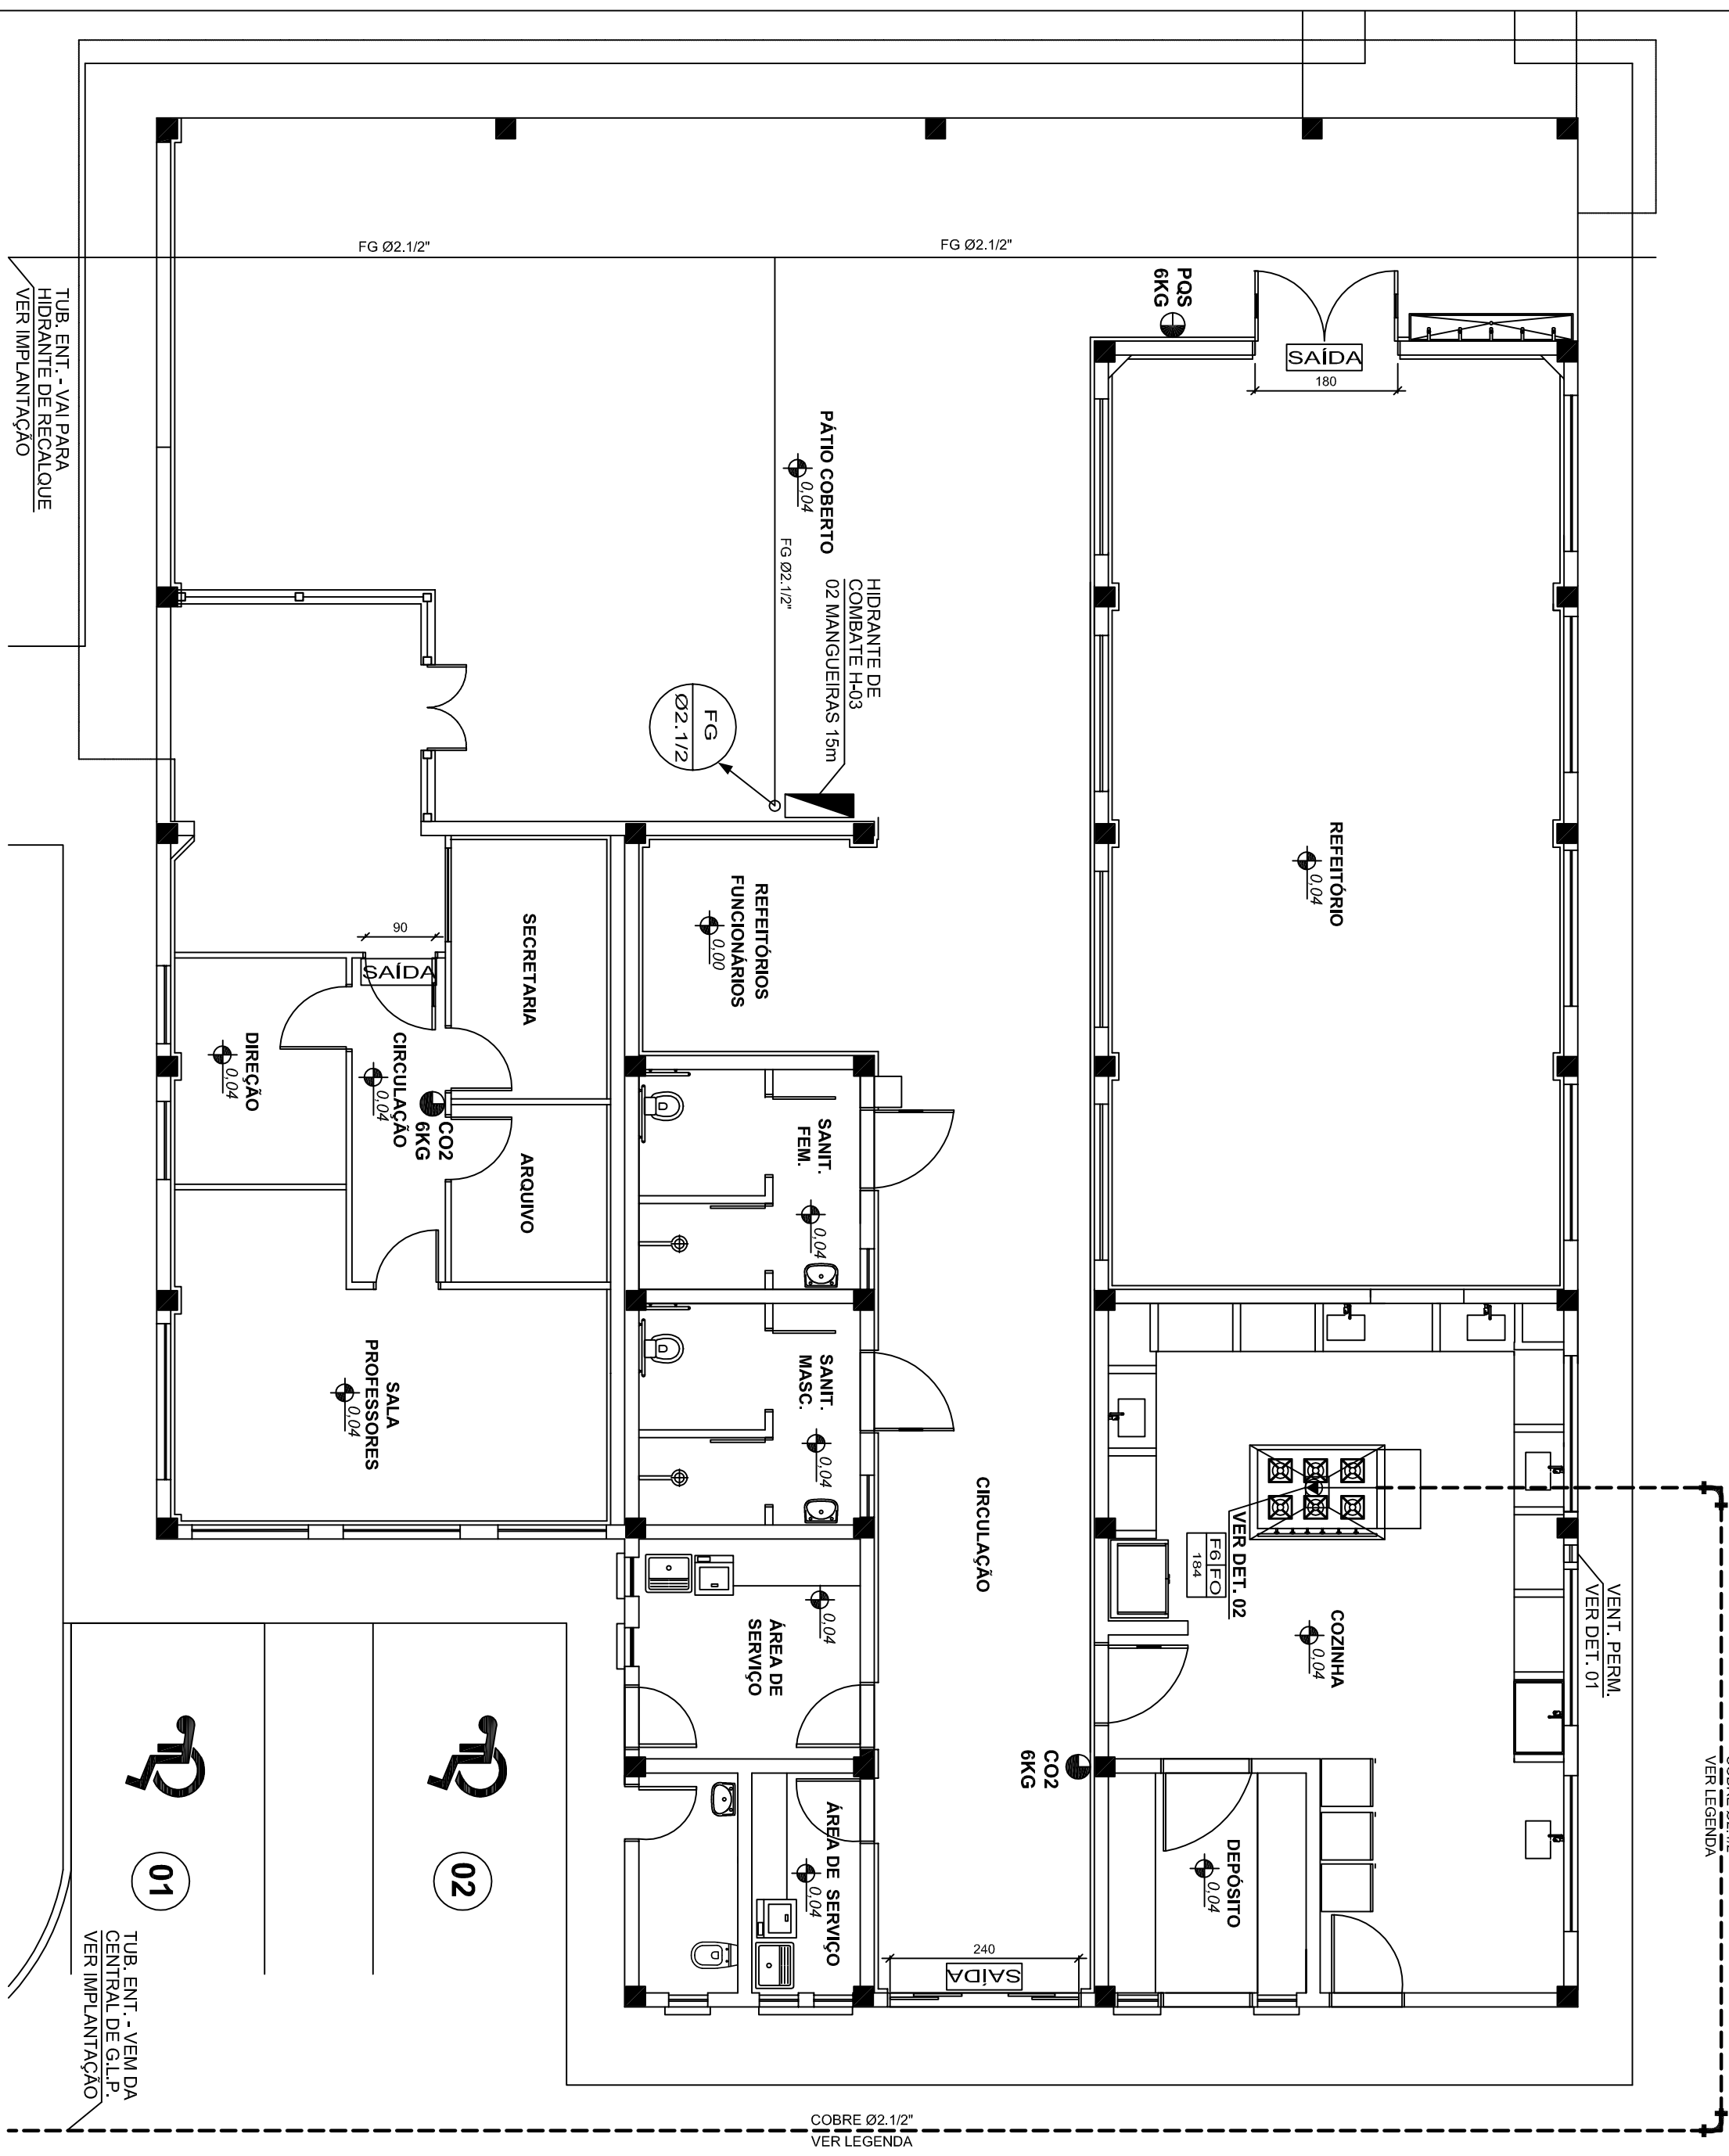 FG Ø2.1/2"
FG Ø2.1/2"
TUB. ENT. - VAI PARA
HIDRANTE DE RECALQUE
VER IMPLANTAÇÃO
PQS
6KG
SAÍDA
180
PÁTIO COBERTO
0,04
FG Ø2.1/2"
HIDRANTE DE
COMBATE H-03
02 MANGUEIRAS 15m
FG
Ø2.1/2
REFEITÓRIO
0,04
REFEITÓRIOS
FUNCIONÁRIOS
0,00
SECRETARIA
90
SAÍDA
DIREÇÃO
0,04
CIRCULAÇÃO
0,04
CO2
6KG
ARQUIVO
SANIT.
FEM.
0,04
SANIT.
MASC.
0,04
SALA
PROFESSORES
0,04
CIRCULAÇÃO
VER DET. 02
F6 FO
184
COZINHA
0,04
VENT. PERM.
VER DET. 01
0,04
ÁREA DE
SERVIÇO
CO2
6KG
ÁREA DE SERVIÇO
0,04
DEPÓSITO
0,04
240
SAÍDA
01
02
TUB. ENT. - VEM DA
CENTRAL DE G.L.P.
VER IMPLANTAÇÃO
VER LEGENDA
COBRE Ø2.1/2"
VER LEGENDA